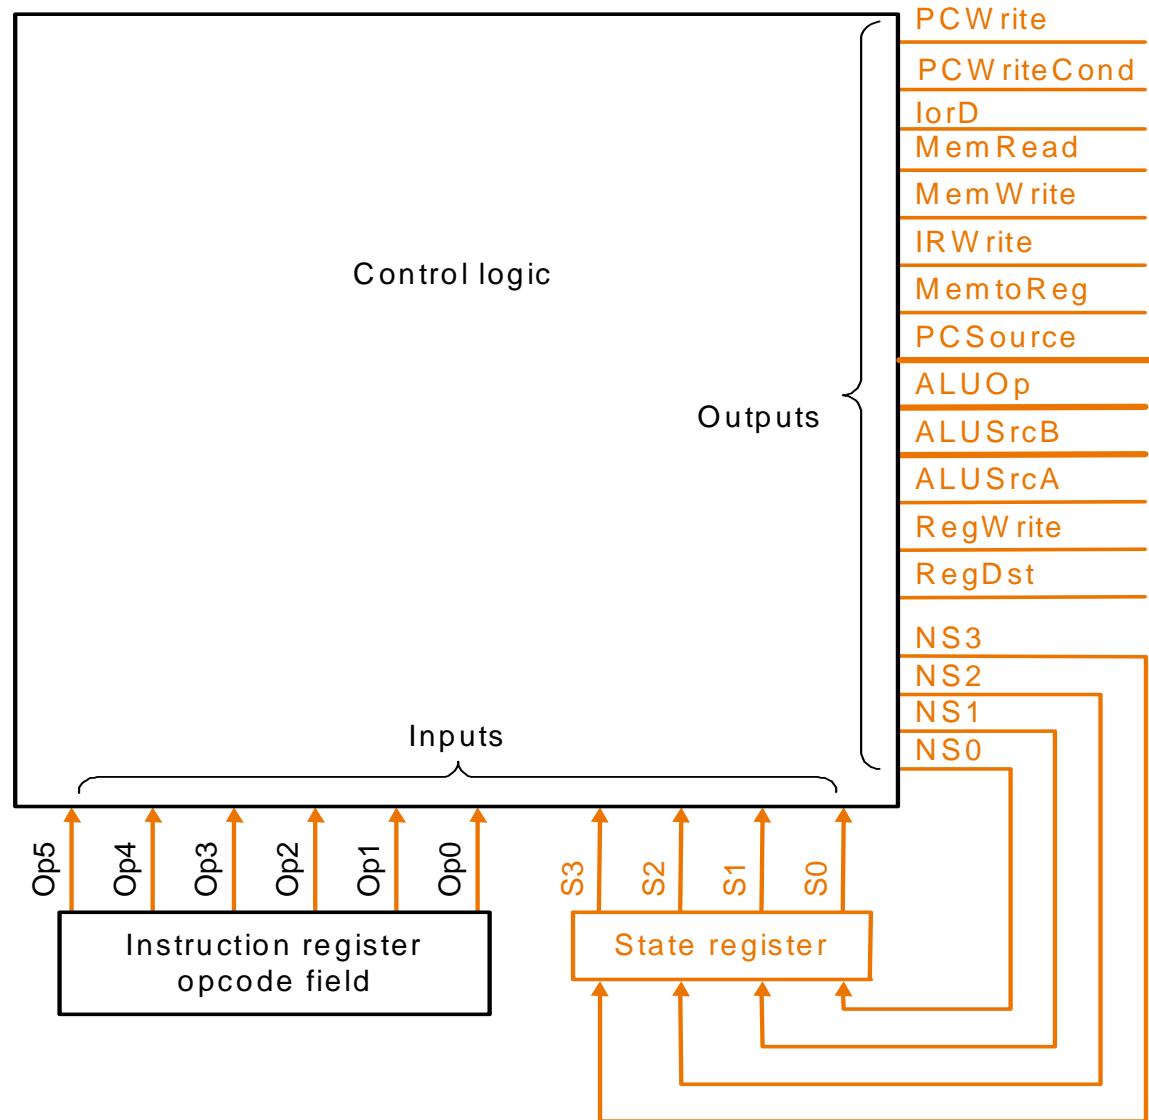 PCWrite
PCWriteCond
IorD
MemRead
MemWrite
IRWrite
Control logic
MemtoReg
PCSource
ALUOp
Outputs
ALUSrcB
ALUSrcA
RegWrite
RegDst
NS3
NS2
NS1
Inputs
NS0
Op5
Op4
Op3
Op2
Op1
Op0
S3
S2
S1
S0
Instruction register
opcode field
State register